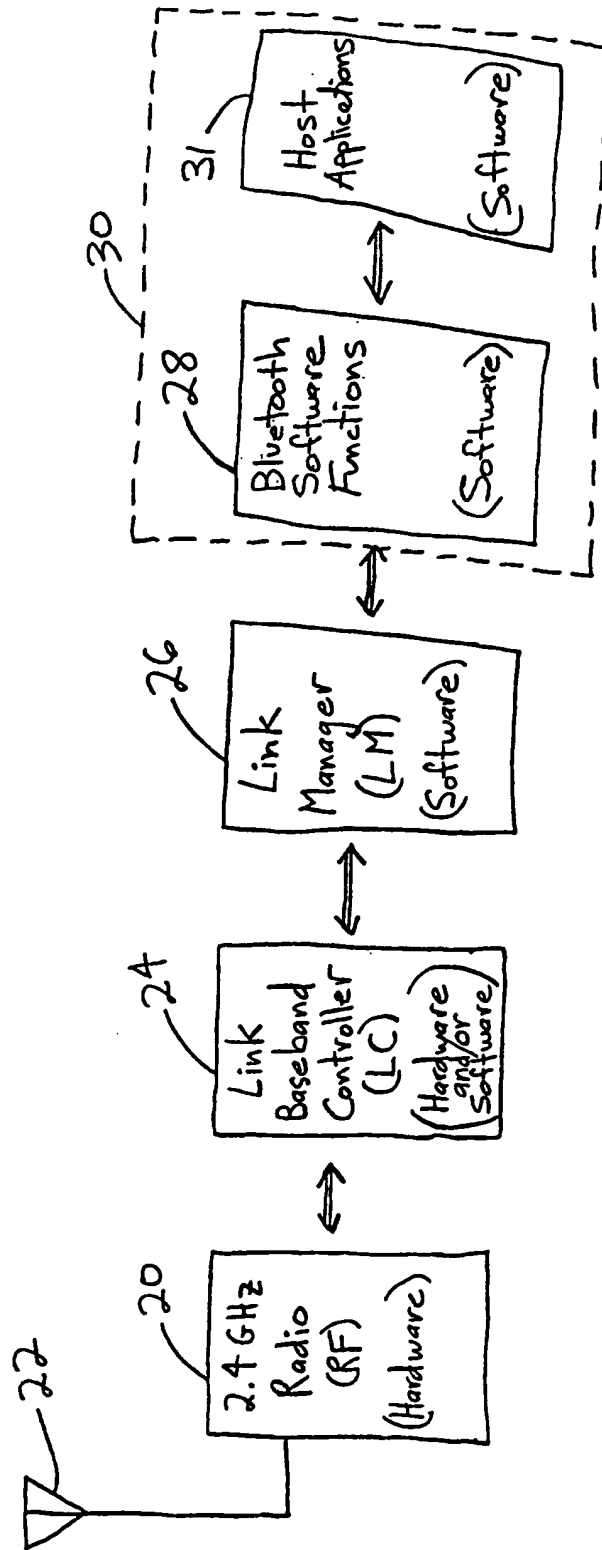 22
20
2.4 GHz
Radio
(RF)
(Hardware)
24
Link
Baseband
Controller
(LC)
(Hardware
and/or
Software)
26
Link
Manager
(LM)
(Software)
30
28
Bluetooth
Software
Functions
(Software)
31
Host
Applications
(Software)